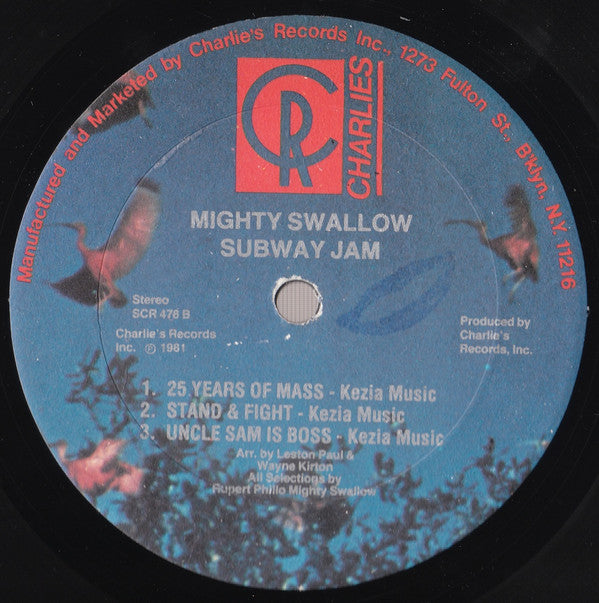 Manufactured and Marketed by Charlie's Records Inc., 1273 Fulton St., B'klyn, N.Y. 11216
CR
CHARLIES
MIGHTY SWALLOW
SUBWAY JAM
Stereo
SCR 476 B
Charlie's Records
Inc. ℗ 1981
Produced by
Charlie's
Records, Inc.
1. 25 YEARS OF MASS - Kezia Music
2. STAND & FIGHT - Kezia Music
3. UNCLE SAM IS BOSS - Kezia Music
Arr. by Leston Paul &
Wayne Kirton
All Selections by
Rupert Philo Mighty Swallow